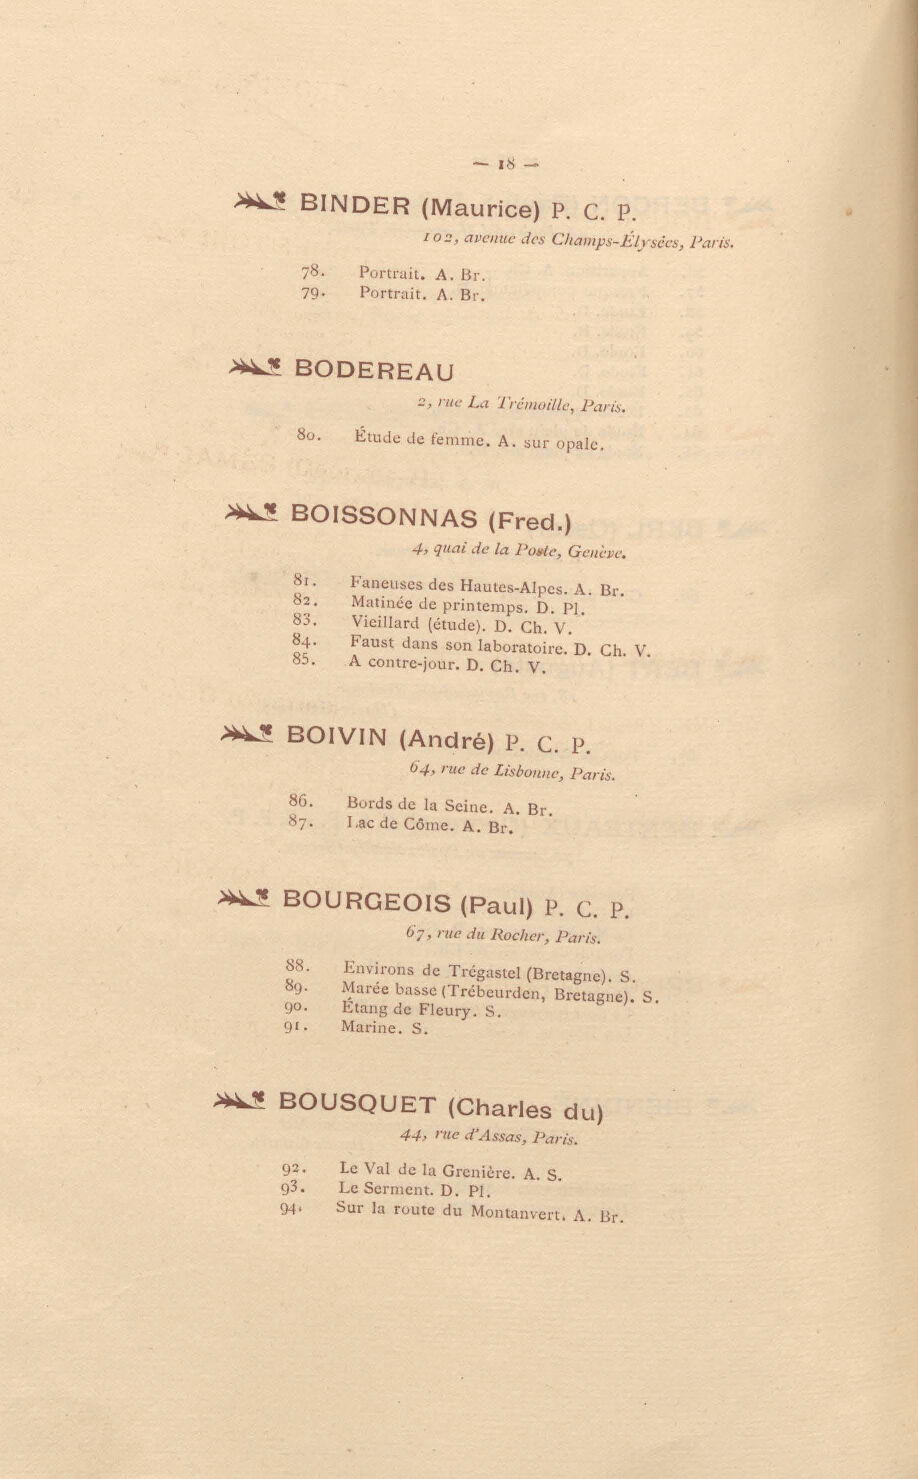 — 18 —
BINDER (Maurice) P. C. P.
102, avenue des Champs-Élysées, Paris.
78. Portrait. A. Br.
79. Portrait. A. Br.
BODEREAU
2, rue La Trémoille, Paris.
80. Étude de femme. A. sur opale.
BOISSONNAS (Fred.)
4, quai de la Poste, Genève.
81. Faneuses des Hautes-Alpes. A. Br.
82. Matinée de printemps. D. Pl.
83. Vieillard (étude). D. Ch. V.
84. Faust dans son laboratoire. D. Ch. V.
85. A contre-jour. D. Ch. V.
BOIVIN (André) P. C. P.
64, rue de Lisbonne, Paris.
86. Bords de la Seine. A. Br.
87. Lac de Côme. A. Br.
BOURGEOIS (Paul) P. C. P.
67, rue du Rocher, Paris.
88. Environs de Trégastel (Bretagne). S.
89. Marée basse (Trébeurden, Bretagne). S.
90. Étang de Fleury. S.
91. Marine. S.
BOUSQUET (Charles du)
44, rue d'Assas, Paris.
92. Le Val de la Grenière. A. S.
93. Le Serment. D. Pl.
94. Sur la route du Montanvert. A. Br.